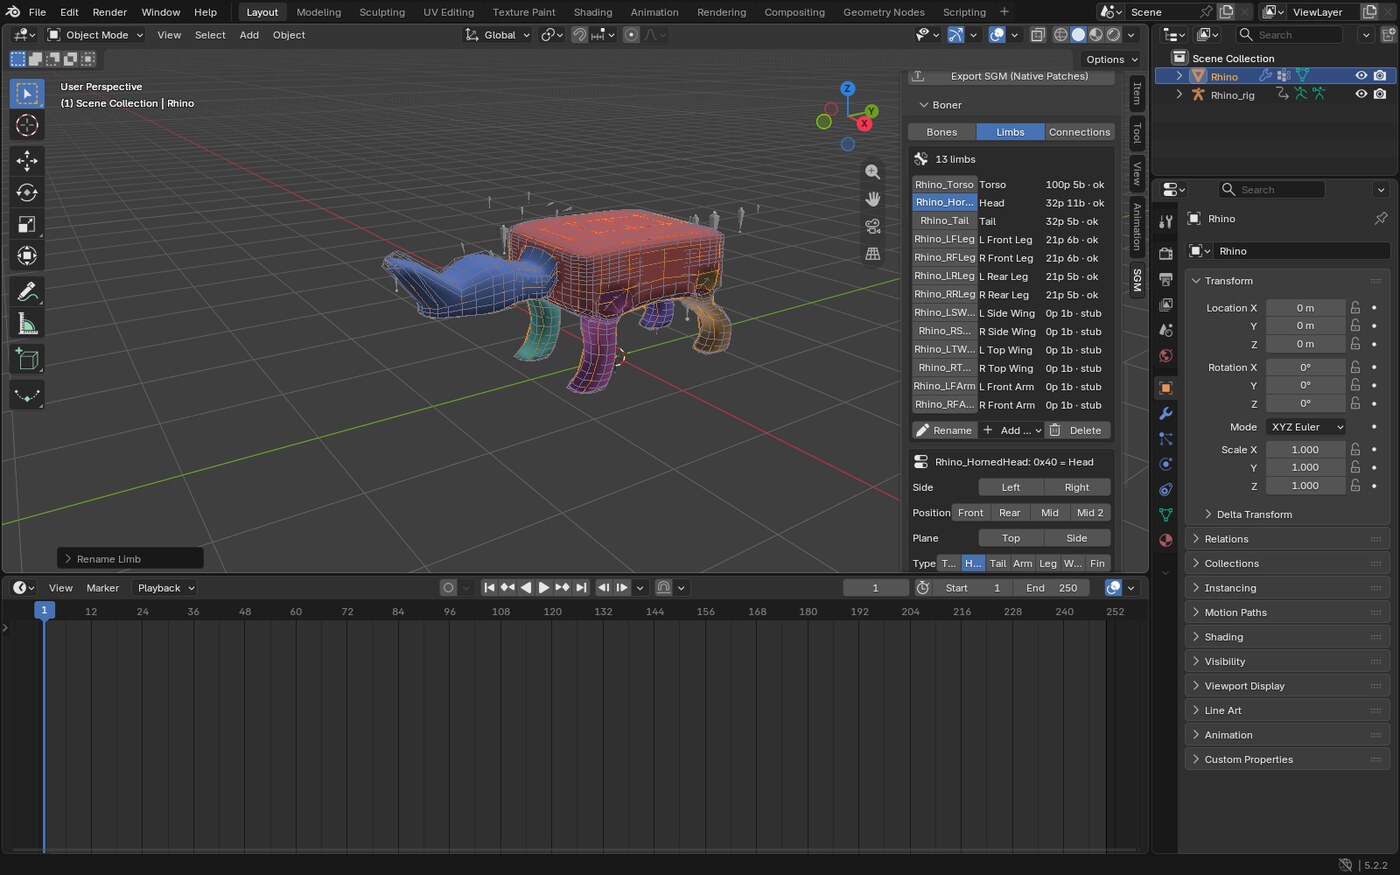 File Edit Render Window Help Layout Modeling Sculpting UV Editing Texture Paint Shading Animation Rendering Compositing Geometry Nodes Scripting + Scene ViewLayer
Object Mode View Select Add Object Global
Search
Options
User Perspective
(1) Scene Collection | Rhino
Z
Y
X
Export SGM (Native Patches)
Boner
Bones Limbs Connections
13 limbs
Rhino_Torso Torso 100p 5b · ok
Rhino_Hor... Head 32p 11b · ok
Rhino_Tail Tail 32p 5b · ok
Rhino_LFLeg L Front Leg 21p 6b · ok
Rhino_RFLeg R Front Leg 21p 6b · ok
Rhino_LRLeg L Rear Leg 21p 5b · ok
Rhino_RRLeg R Rear Leg 21p 5b · ok
Rhino_LSW... L Side Wing 0p 1b · stub
Rhino_RS... R Side Wing 0p 1b · stub
Rhino_LTW... L Top Wing 0p 1b · stub
Rhino_RT... R Top Wing 0p 1b · stub
Rhino_LFArm L Front Arm 0p 1b · stub
Rhino_RFA... R Front Arm 0p 1b · stub
Rename + Add ... Delete
Rhino_HornedHead: 0x40 = Head
Side Left Right
Position Front Rear Mid Mid 2
Plane Top Side
Type T... H... Tail Arm Leg W... Fin
Item
Tool
View
Animation
SGM
Rename Limb
Scene Collection
Rhino
Rhino_rig
Search
Rhino
Rhino
Transform
Location X 0 m
Y 0 m
Z 0 m
Rotation X 0°
Y 0°
Z 0°
Mode XYZ Euler
Scale X 1.000
Y 1.000
Z 1.000
Delta Transform
Relations
Collections
Instancing
Motion Paths
Shading
Visibility
Viewport Display
Line Art
Animation
Custom Properties
View Marker Playback 1 Start 1 End 250
1 12 24 36 48 60 72 84 96 108 120 132 144 156 168 180 192 204 216 228 240 252
5.2.2